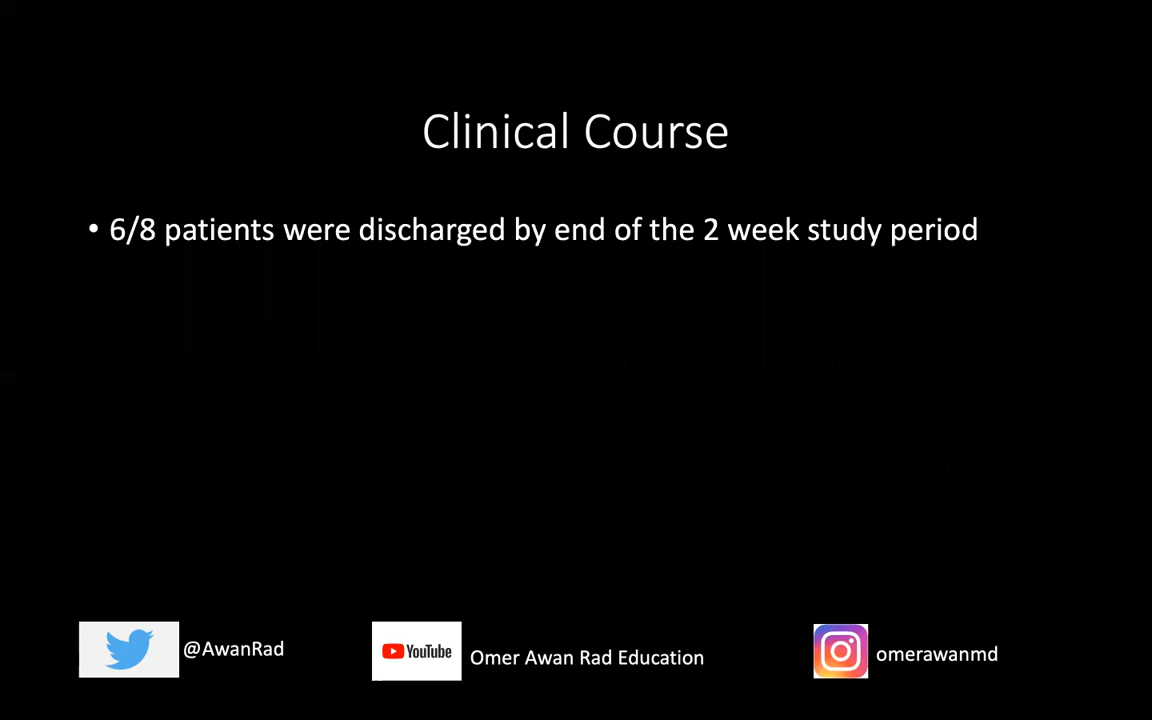 Clinical Course
• 6/8 patients were discharged by end of the 2 week study period
@AwanRad
YouTube
Omer Awan Rad Education
omerawanmd